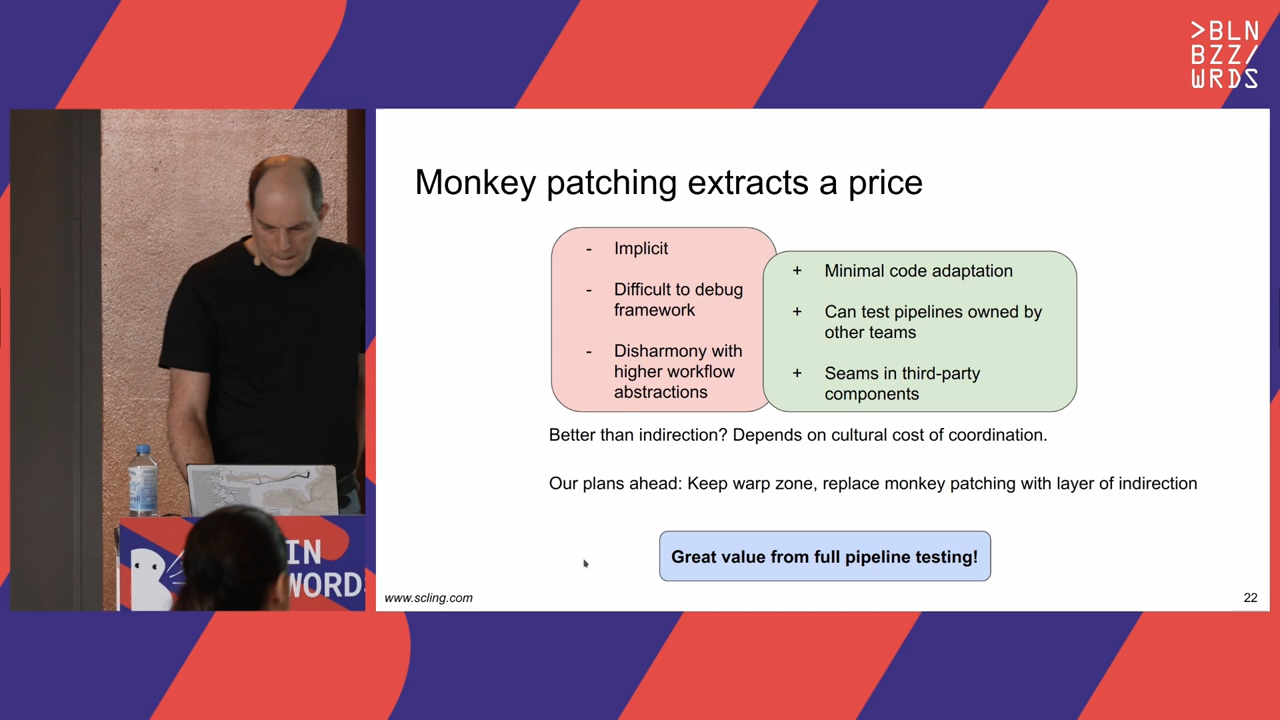 >BLN
BZZ/
WRDS
Monkey patching extracts a price
- Implicit
- Difficult to debug
framework
- Disharmony with
higher workflow
abstractions
+ Minimal code adaptation
+ Can test pipelines owned by
other teams
+ Seams in third-party
components
Better than indirection? Depends on cultural cost of coordination.
Our plans ahead: Keep warp zone, replace monkey patching with layer of indirection
Great value from full pipeline testing!
www.scling.com
22
IN
WORD